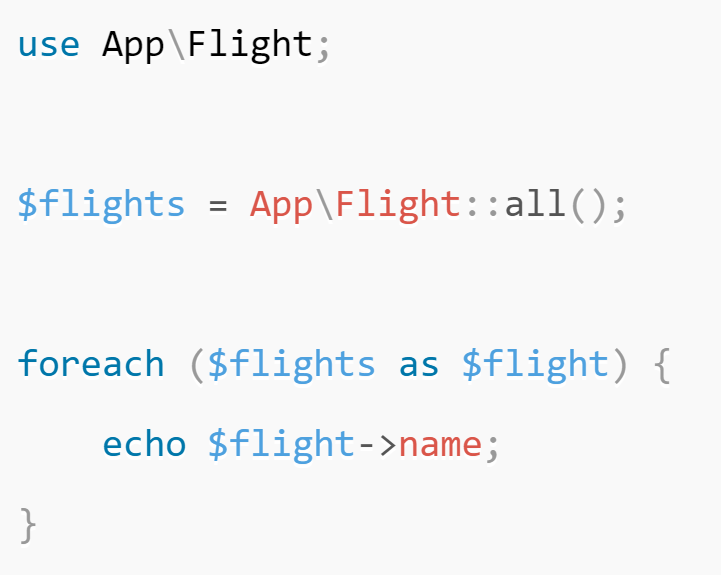 use App\Flight;
$flights = App\Flight::all();
foreach ($flights as $flight) {
    echo $flight->name;
}